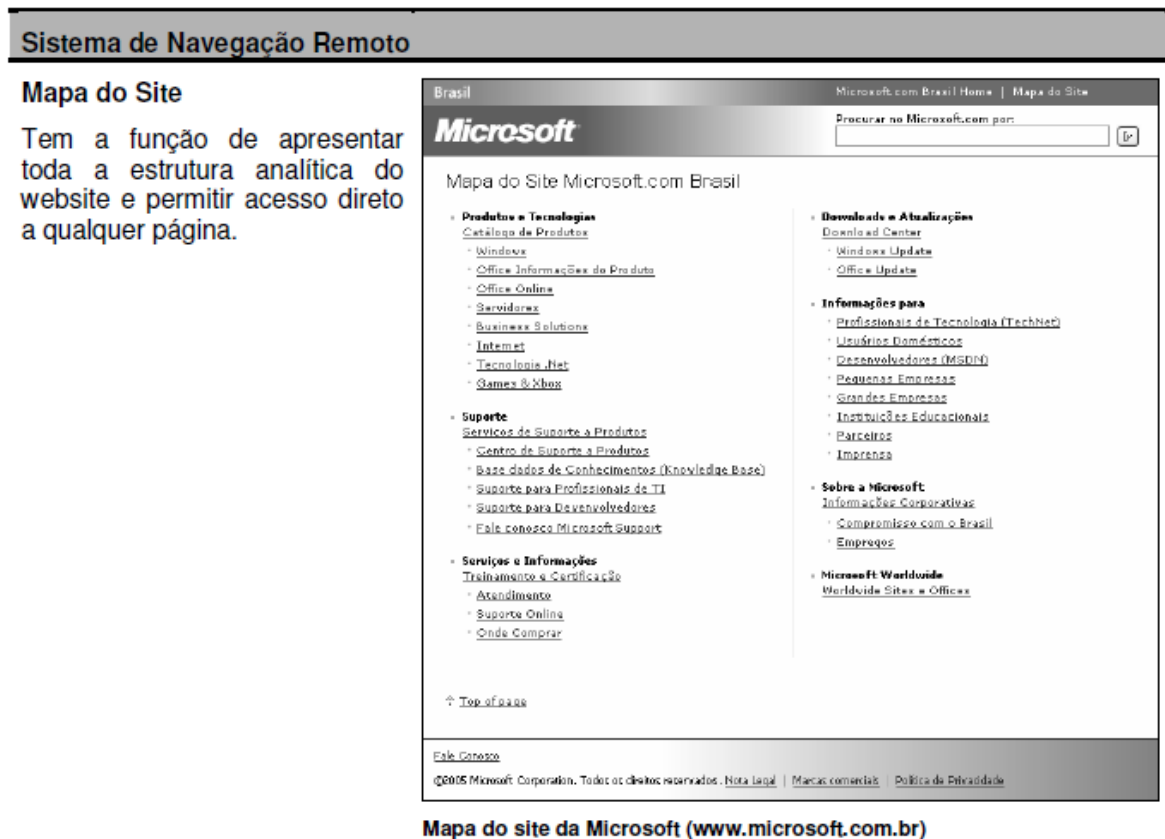 Sistema de Navegação Remoto
Mapa do Site
Tem a função de apresentar
toda a estrutura analítica do
website e permitir acesso direto
a qualquer página.
Brasil
Microsoft.com Brasil Home | Mapa do Site
Microsoft
Procurar no Microsoft.com por:
Ir
Mapa do Site Microsoft.com Brasil
Produtos e Tecnologias
Catálogo de Produtos
Windows
Office Informações do Produto
Office Online
Servidores
Business Solutions
Internet
Tecnologia .Net
Games & Xbox
Suporte
Serviços de Suporte a Produtos
Centro de Suporte a Produtos
Base dados de Conhecimentos (Knowledge Base)
Suporte para Profissionais de TI
Suporte para Devenvolvedores
Fale conosco Microsoft Support
Serviços e Informações
Treinamento e Certificação
Atendimento
Suporte Online
Onde Comprar
Downloads e Atualizações
Download Center
Windows Update
Office Update
Informações para
Profissionais de Tecnologia (TechNet)
Usuários Domésticos
Desenvolvedores (MSDN)
Pequenas Empresas
Grandes Empresas
Instituições Educacionais
Parceiros
Imprensa
Sobre a Microsoft
Informações Corporativas
Compromisso com o Brasil
Empregos
Microsoft Worldwide
Worldwide Sites e Offices
Top of page
Fale Conosco
©2005 Microsoft Corporation. Todos os direitos reservados. Nota Legal | Marcas comerciais | Política de Privacidade
Mapa do site da Microsoft (www.microsoft.com.br)